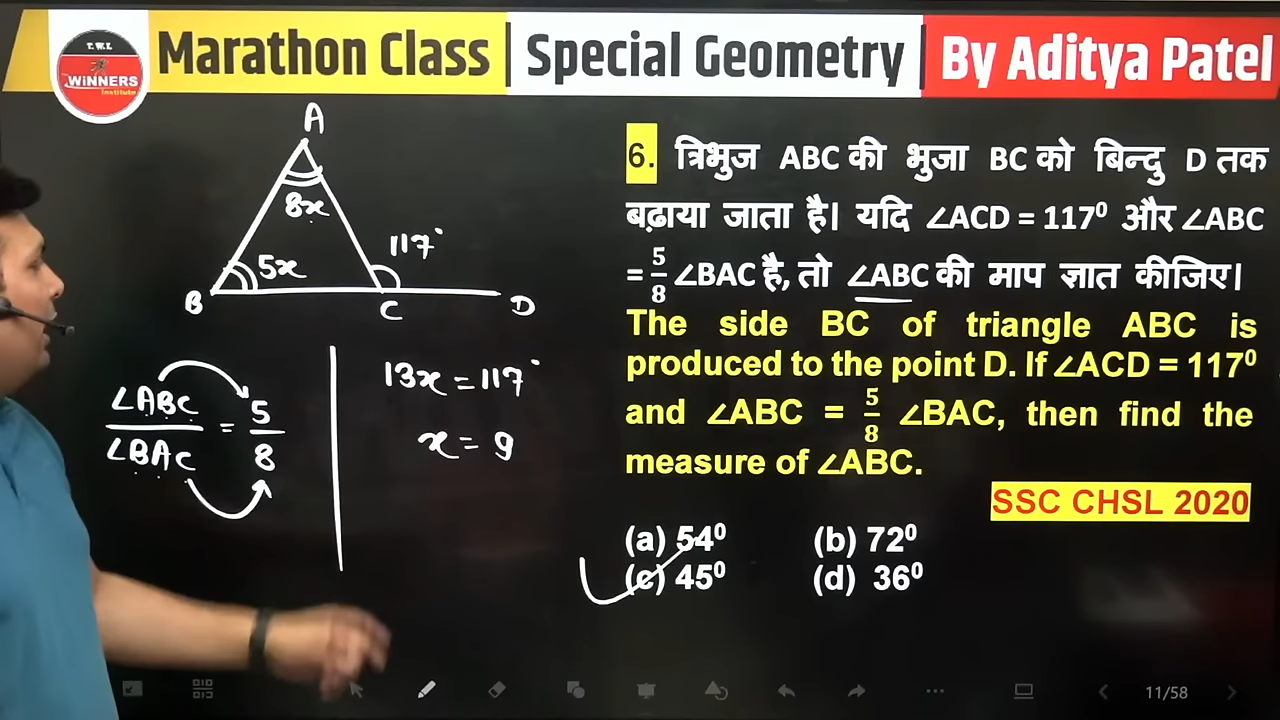 T.W.I.
WiNNERS
institute
Marathon Class | Special Geometry By Aditya Patel
A
8x
5x
117°
B
C
D
∠ABC
∠BAC
=
5
8
13x = 117°
x = 9
6. त्रिभुज ABC की भुजा BC को बिन्दु D तक
बढ़ाया जाता है। यदि ∠ACD = 117⁰ और ∠ABC
= 5/8 ∠BAC है, तो ∠ABC की माप ज्ञात कीजिए।
The side BC of triangle ABC is
produced to the point D. If ∠ACD = 117⁰
and ∠ABC = 5/8 ∠BAC, then find the
measure of ∠ABC.
SSC CHSL 2020
(a) 54⁰ (b) 72⁰
(c) 45⁰ (d) 36⁰
11/58